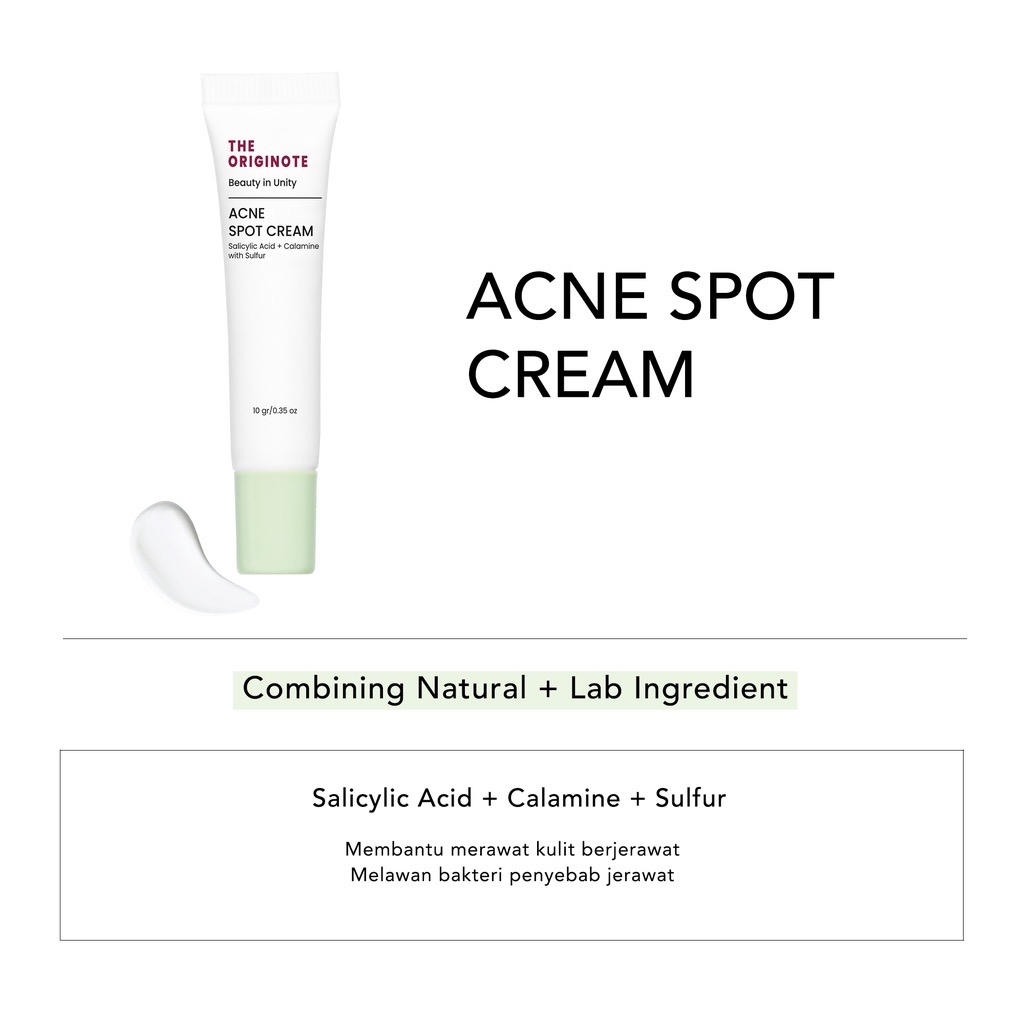 THE
ORIGINOTE
Beauty in Unity
ACNE
SPOT CREAM
Salicylic Acid + Calamine
with Sulfur
10 gr/0.35 oz
ACNE SPOT
CREAM
Combining Natural + Lab Ingredient
Salicylic Acid + Calamine + Sulfur
Membantu merawat kulit berjerawat
Melawan bakteri penyebab jerawat